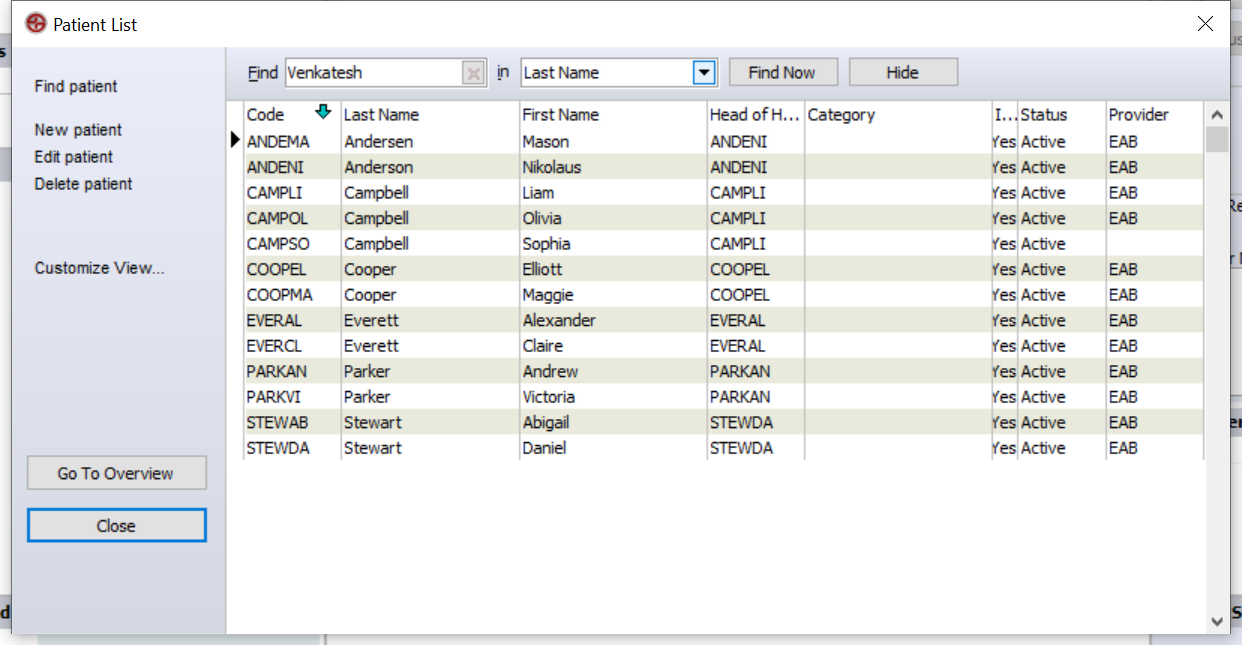 Patient List
Find patient
New patient
Edit patient
Delete patient
Customize View...
Go To Overview
Close
Find Venkatesh in Last Name Find Now Hide
Code Last Name First Name Head of H... Category I... Status Provider
ANDEMA Andersen Mason ANDENI Yes Active EAB
ANDENI Anderson Nikolaus ANDENI Yes Active EAB
CAMPLI Campbell Liam CAMPLI Yes Active EAB
CAMPOL Campbell Olivia CAMPLI Yes Active EAB
CAMPSO Campbell Sophia CAMPLI Yes Active
COOPEL Cooper Elliott COOPEL Yes Active EAB
COOPMA Cooper Maggie COOPEL Yes Active EAB
EVERAL Everett Alexander EVERAL Yes Active EAB
EVERCL Everett Claire EVERAL Yes Active EAB
PARKAN Parker Andrew PARKAN Yes Active EAB
PARKVI Parker Victoria PARKAN Yes Active EAB
STEWAB Stewart Abigail STEWDA Yes Active EAB
STEWDA Stewart Daniel STEWDA Yes Active EAB